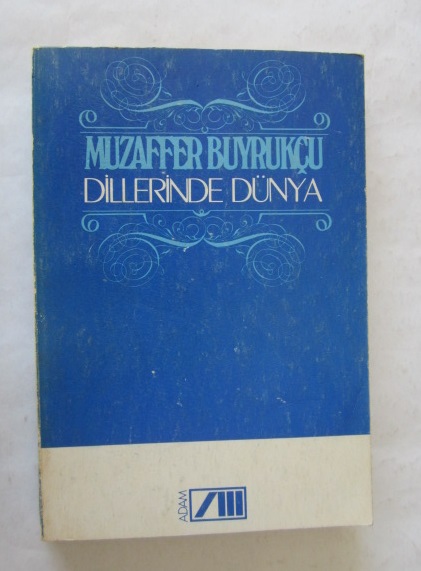 MUZAFFER BUYRUKÇU
DİLLERİNDE DÜNYA
ADAM